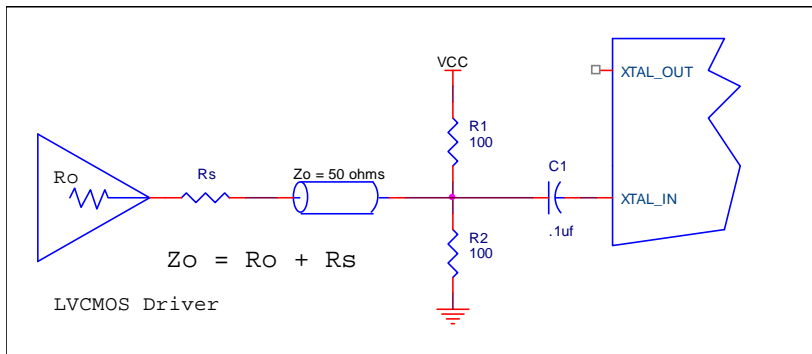 VCC
XTAL_OUT
R1
100
Ro
Rs
Zo = 50 ohms
C1
.1uf
XTAL_IN
R2
100
Zo = Ro + Rs
LVCMOS Driver